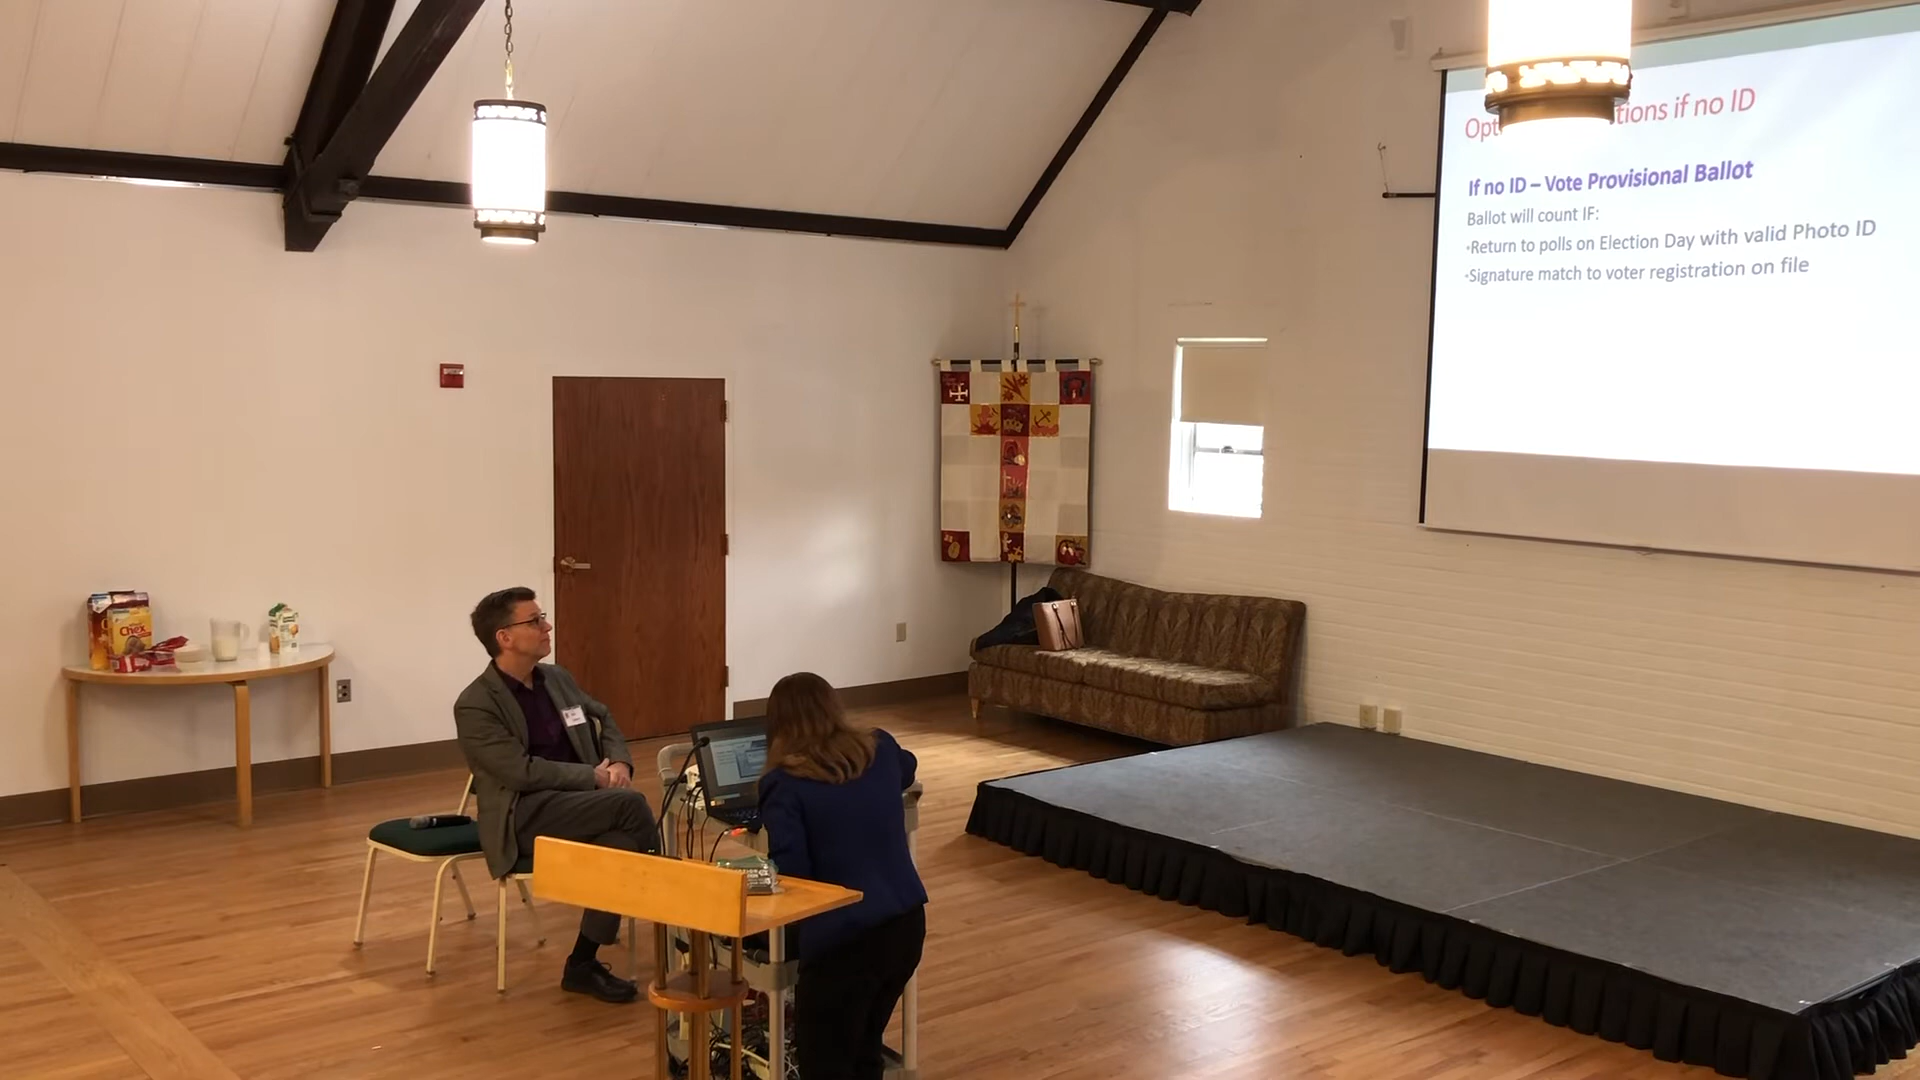 Opt tions if no ID
If no ID – Vote Provisional Ballot
Ballot will count IF:
•Return to polls on Election Day with valid Photo ID
•Signature match to voter registration on file
Chex